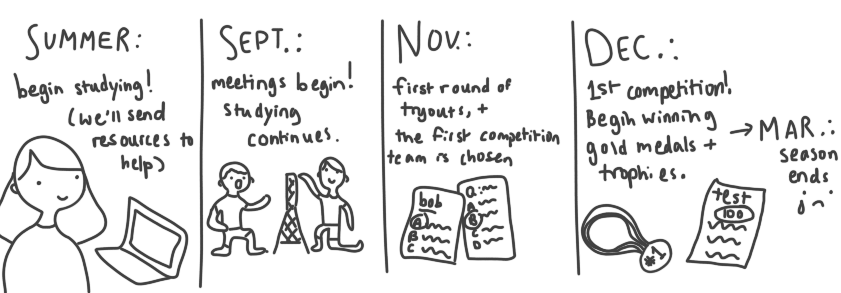 SUMMER:
begin studying!
(we'll send
resources to
help)
SEPT.:
meetings begin!
studying
continues.
NOV.:
first round of
tryouts, +
the first competition
team is chosen
bob
A
B
C
Q:
A
B
C
D
DEC.:
1st competition!
Begin winning
gold medals +
trophies.
#1
test
100
→ MAR.:
season
ends